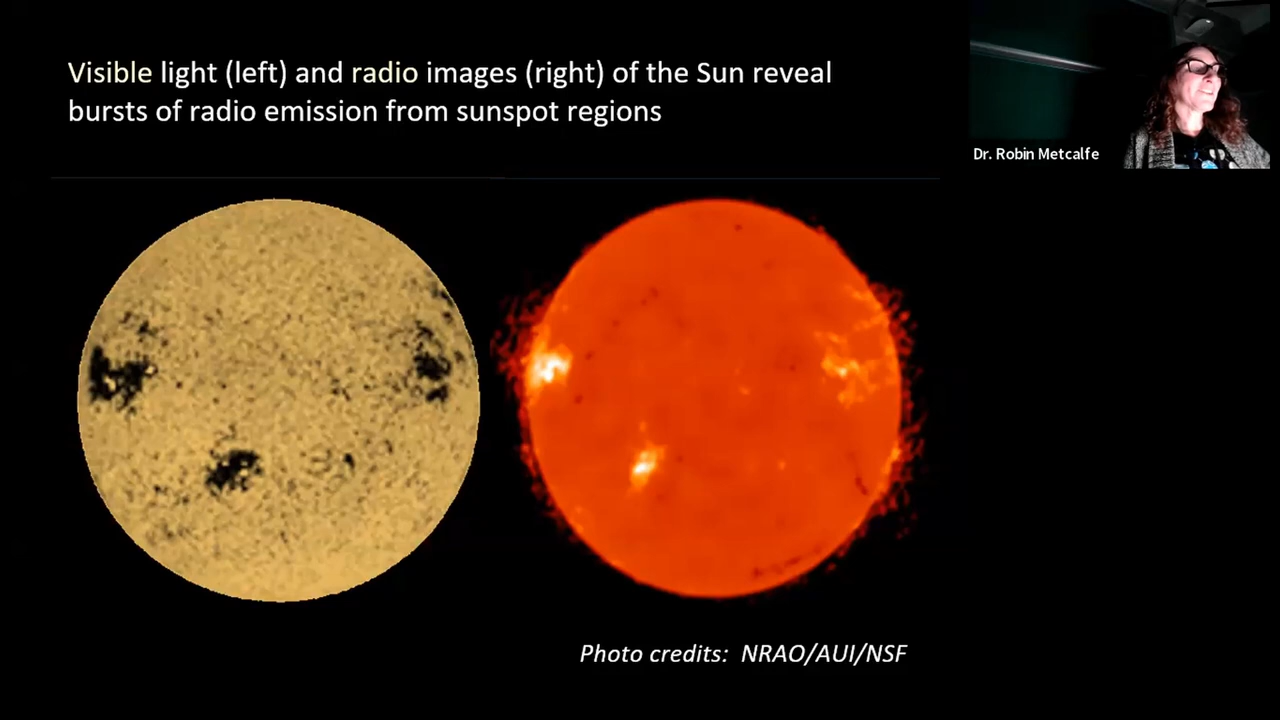 Visible light (left) and radio images (right) of the Sun reveal
bursts of radio emission from sunspot regions
Dr. Robin Metcalfe
Photo credits: NRAO/AUI/NSF